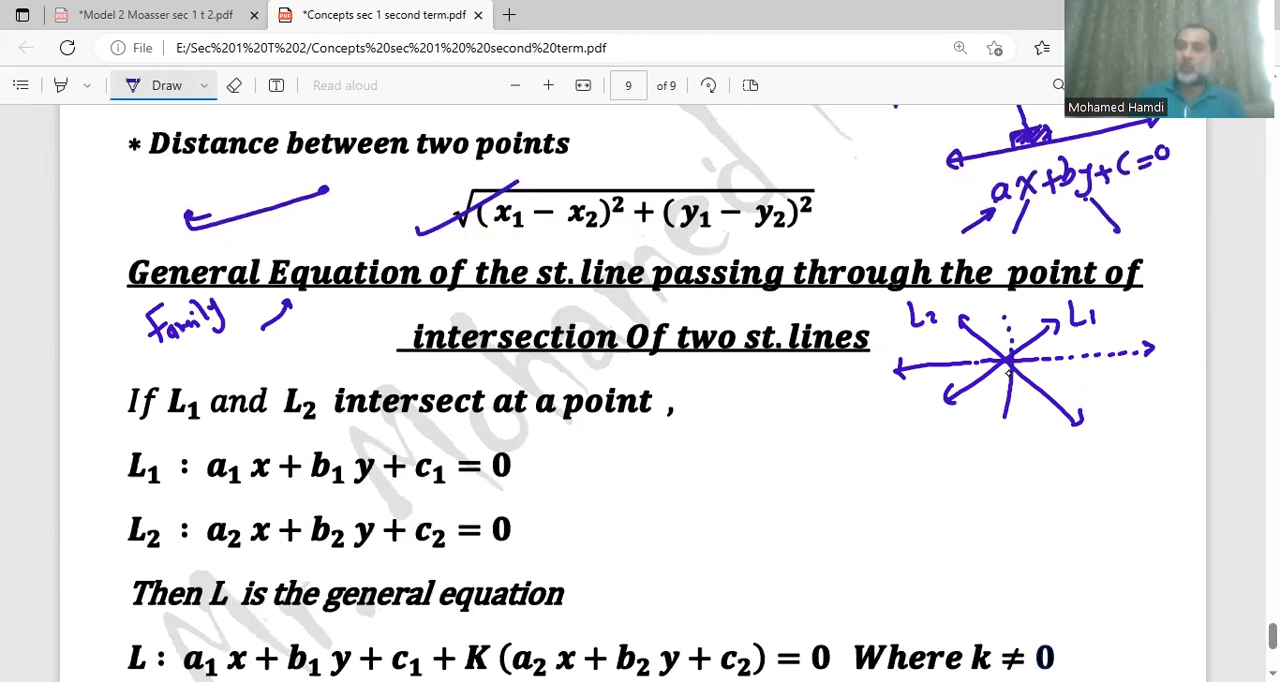 *Model 2 Moasser sec 1 t 2.pdf
*Concepts sec 1 second term.pdf
File E:/Sec%201%20T%202/Concepts%20sec%201%20%20second%20term.pdf
Draw Read aloud 9 of 9
Mohamed Hamdi
* Distance between two points
ax+by+c=0
√(x₁ − x₂)² + (y₁ − y₂)²
General Equation of the st.line passing through the point of
Family
intersection Of two st.lines
L2 L1
If L₁ and L₂ intersect at a point ,
L₁ : a₁ x + b₁ y + c₁ = 0
L₂ : a₂ x + b₂ y + c₂ = 0
Then L is the general equation
L : a₁ x + b₁ y + c₁ + K (a₂ x + b₂ y + c₂) = 0 Where k ≠ 0
Mr. Mohamed